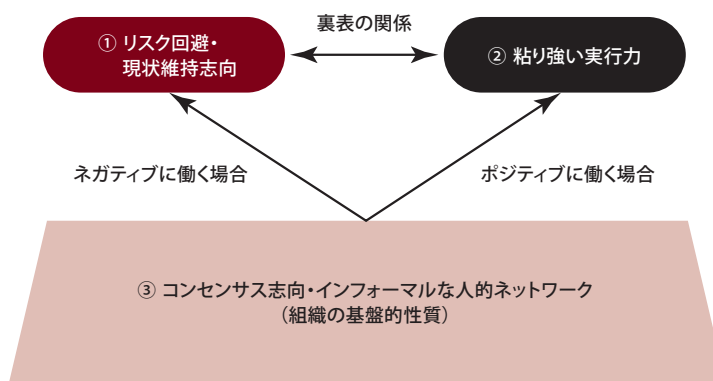 裏表の関係
① リスク回避・
現状維持志向
② 粘り強い実行力
ネガティブに働く場合
ポジティブに働く場合
③ コンセンサス志向・インフォーマルな人的ネットワーク
（組織の基盤的性質）